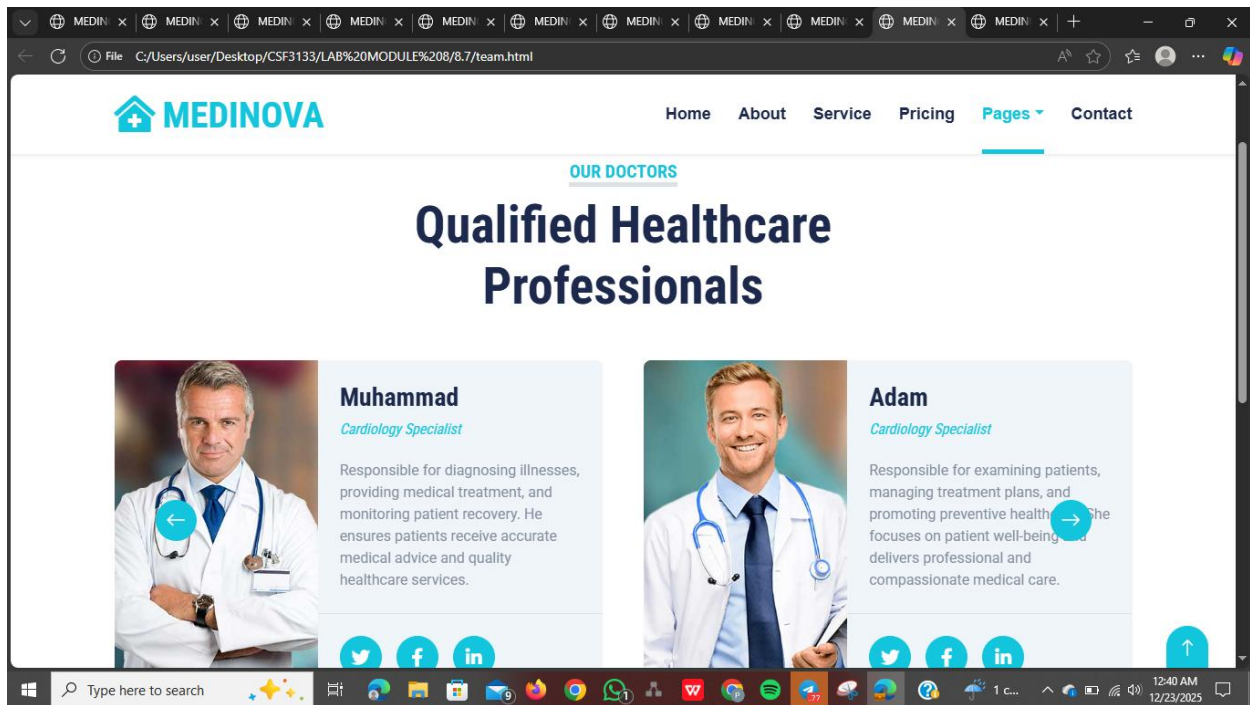 MEDIN MEDIN MEDIN MEDIN MEDIN MEDIN MEDIN MEDIN MEDIN MEDIN MEDIN
File C:/Users/user/Desktop/CSF3133/LAB%20MODULE%208/8.7/team.html
MEDINOVA Home About Service Pricing Pages Contact
OUR DOCTORS
Qualified Healthcare
Professionals
Muhammad
Cardiology Specialist
Responsible for diagnosing illnesses,
providing medical treatment, and
monitoring patient recovery. He
ensures patients receive accurate
medical advice and quality
healthcare services.
Adam
Cardiology Specialist
Responsible for examining patients,
managing treatment plans, and
promoting preventive
focuses on patient well-being
delivers professional and
compassionate medical care.
Type here to search
1 c...
12:40 AM
12/23/2025